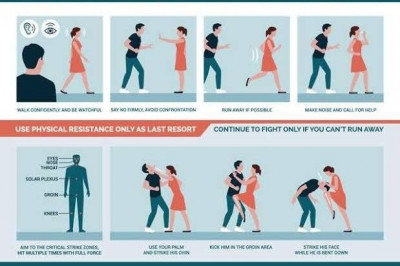 WALK CONFIDENTLY AND BE WATCHFUL
SAY NO FIRMLY, AVOID CONFRONTATION
RUN AWAY IF POSSIBLE
MAKE NOISE AND CALL FOR HELP
USE PHYSICAL RESISTANCE ONLY AS LAST RESORT
CONTINUE TO FIGHT ONLY IF YOU CAN'T RUN AWAY
EYES
NOSE
THROAT
SOLAR PLEXUS
GROIN
KNEES
AIM TO THE CRITICAL STRIKE ZONES,
HIT MULTIPLE TIMES WITH FULL FORCE
USE YOUR PALM
AND STRIKE HIS CHIN
KICK HIM IN THE GROIN AREA
STRIKE HIS FACE
WHILE HE IS BENT DOWN